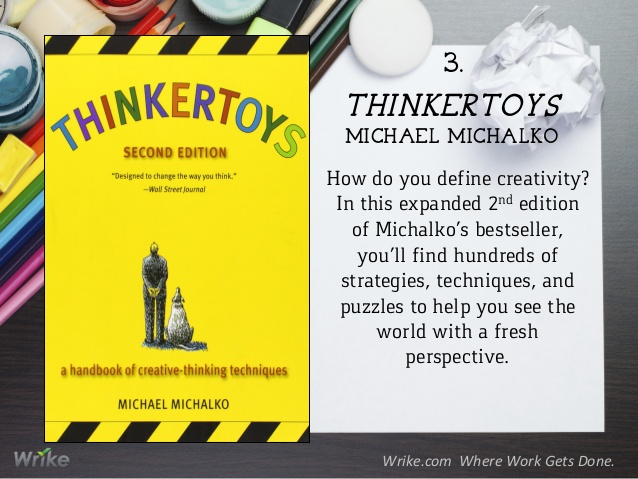 THINKERTOYS
SECOND EDITION
"Designed to change the way you think."
—Wall Street Journal
a handbook of creative-thinking techniques
MICHAEL MICHALKO
3.
THINKERTOYS
MICHAEL MICHALKO
How do you define creativity?
In this expanded 2nd edition
of Michalko's bestseller,
you'll find hundreds of
strategies, techniques, and
puzzles to help you see the
world with a fresh
perspective.
Wrike
Wrike.com Where Work Gets Done.